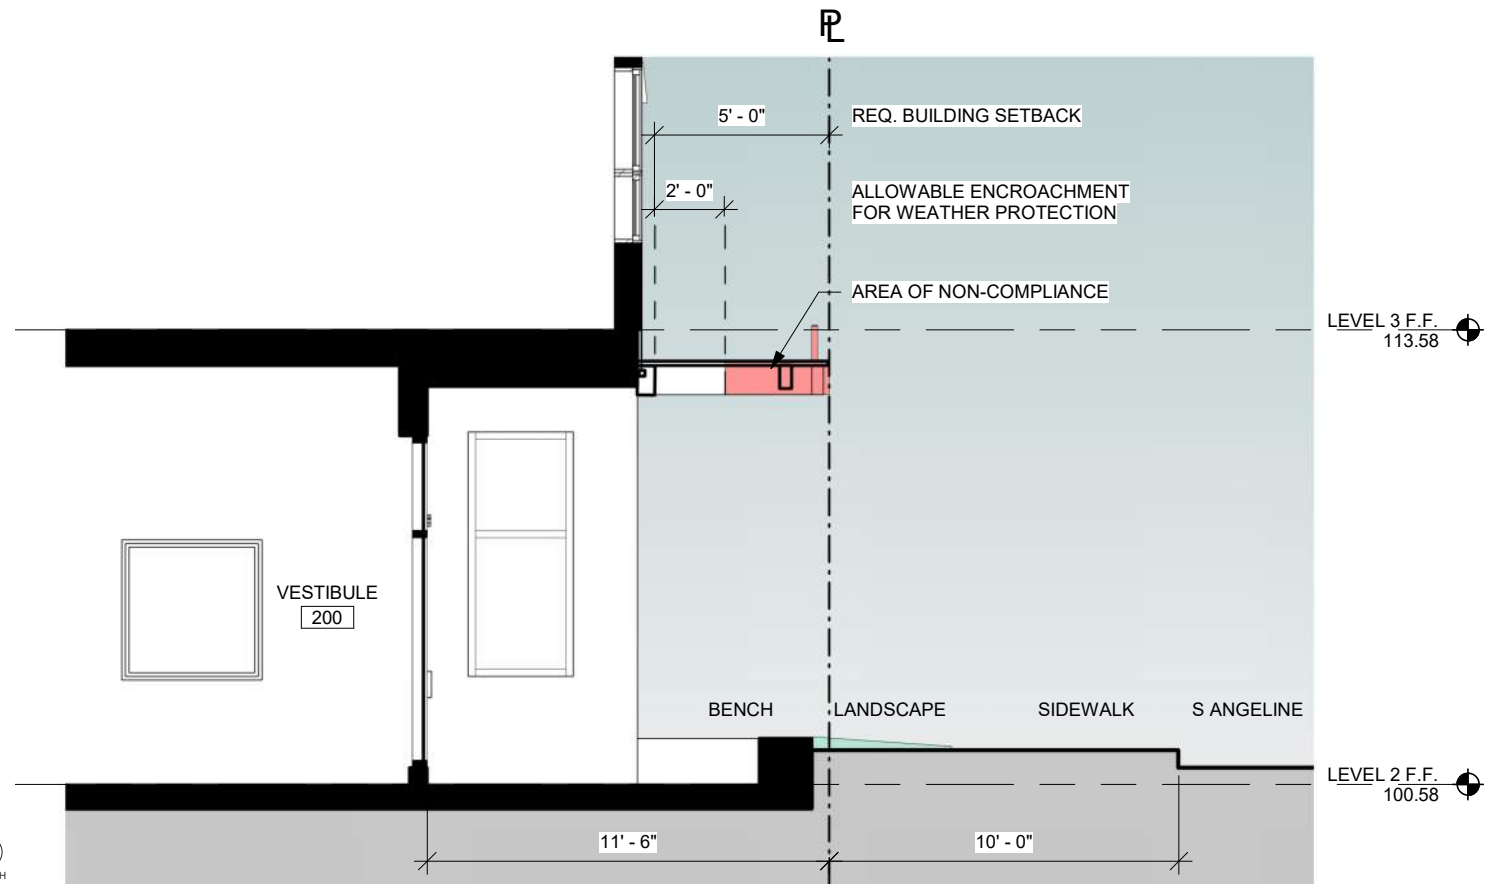 PL
5' - 0"
REQ. BUILDING SETBACK
2' - 0"
ALLOWABLE ENCROACHMENT
FOR WEATHER PROTECTION
AREA OF NON-COMPLIANCE
LEVEL 3 F.F.
113.58
VESTIBULE
200
BENCH
LANDSCAPE
SIDEWALK
S ANGELINE
LEVEL 2 F.F.
100.58
11' - 6"
10' - 0"
H